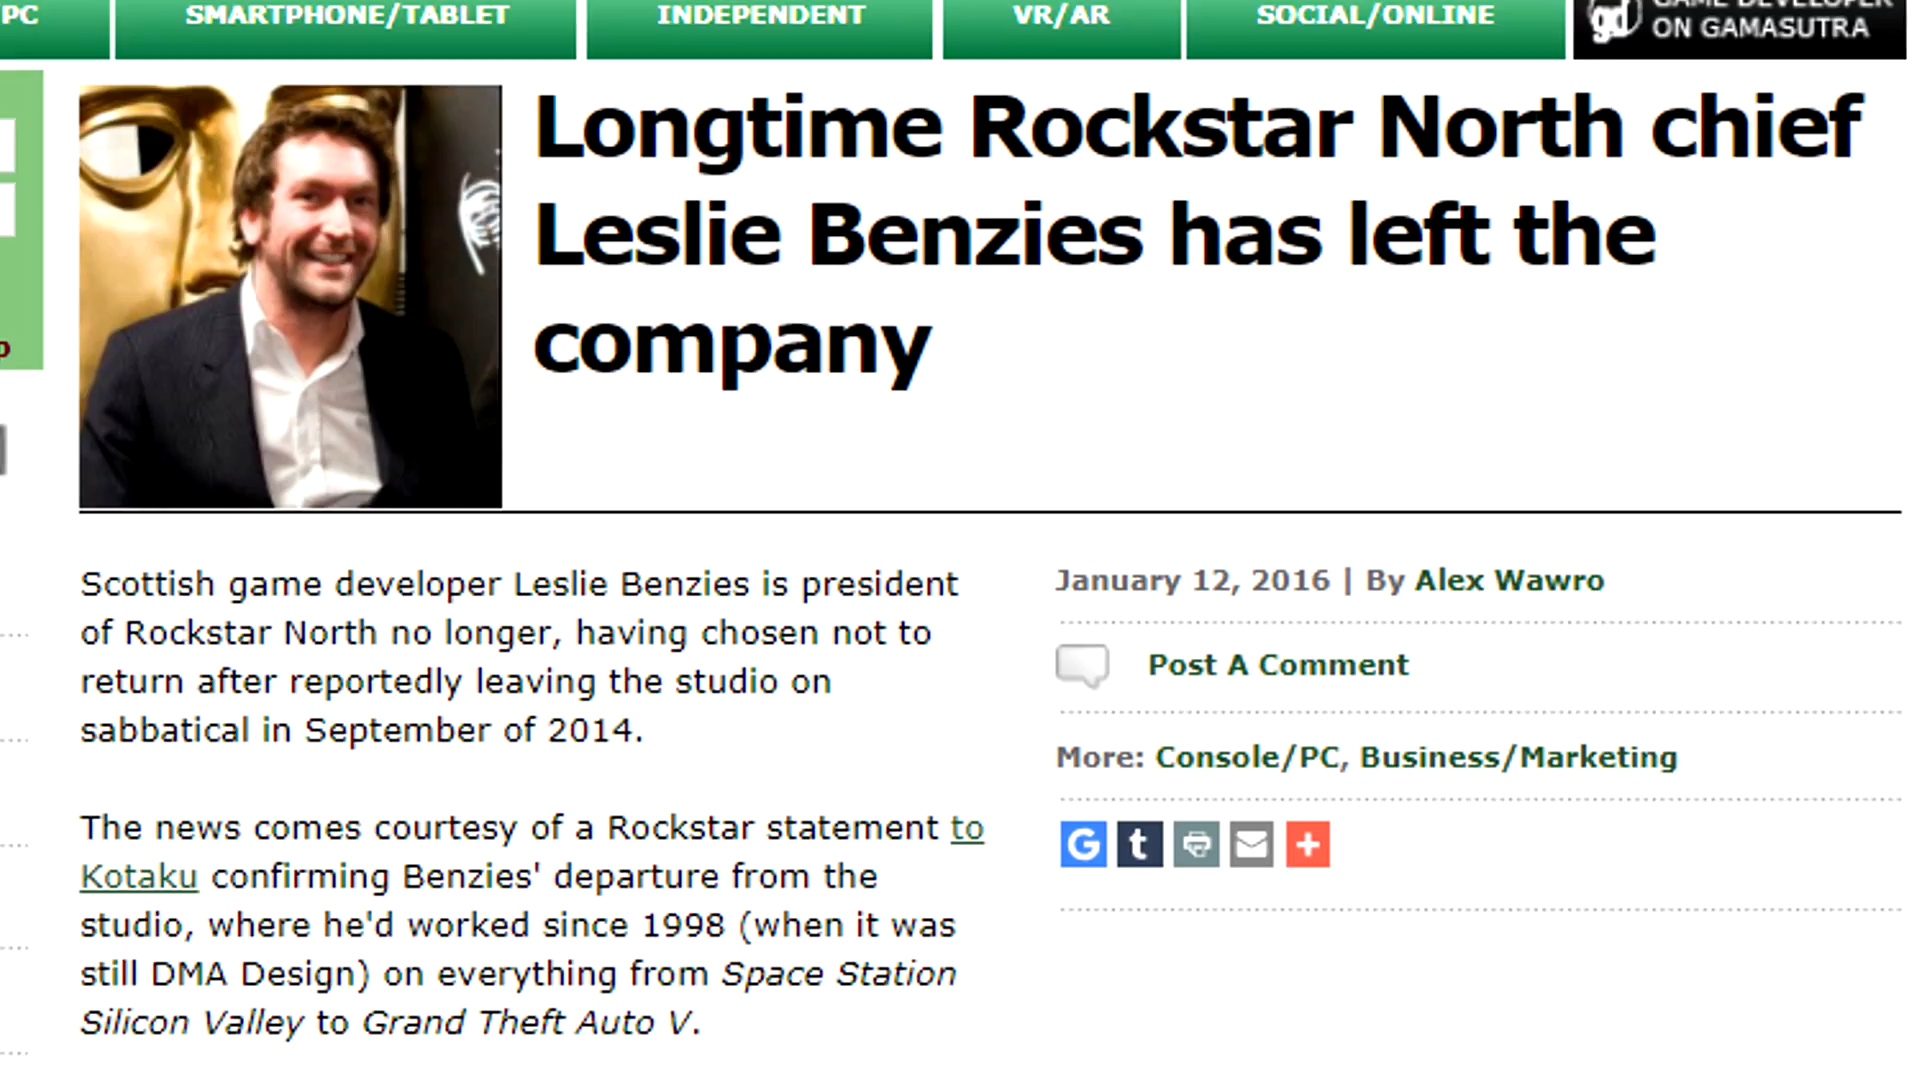 PC
SMARTPHONE/TABLET
INDEPENDENT
VR/AR
SOCIAL/ONLINE
gd
GAME DEVELOPER
ON GAMASUTRA
Longtime Rockstar North chief
Leslie Benzies has left the
company
Scottish game developer Leslie Benzies is president
of Rockstar North no longer, having chosen not to
return after reportedly leaving the studio on
sabbatical in September of 2014.
The news comes courtesy of a Rockstar statement to
Kotaku confirming Benzies' departure from the
studio, where he'd worked since 1998 (when it was
still DMA Design) on everything from Space Station
Silicon Valley to Grand Theft Auto V.
January 12, 2016 | By Alex Wawro
Post A Comment
More: Console/PC, Business/Marketing
G t +